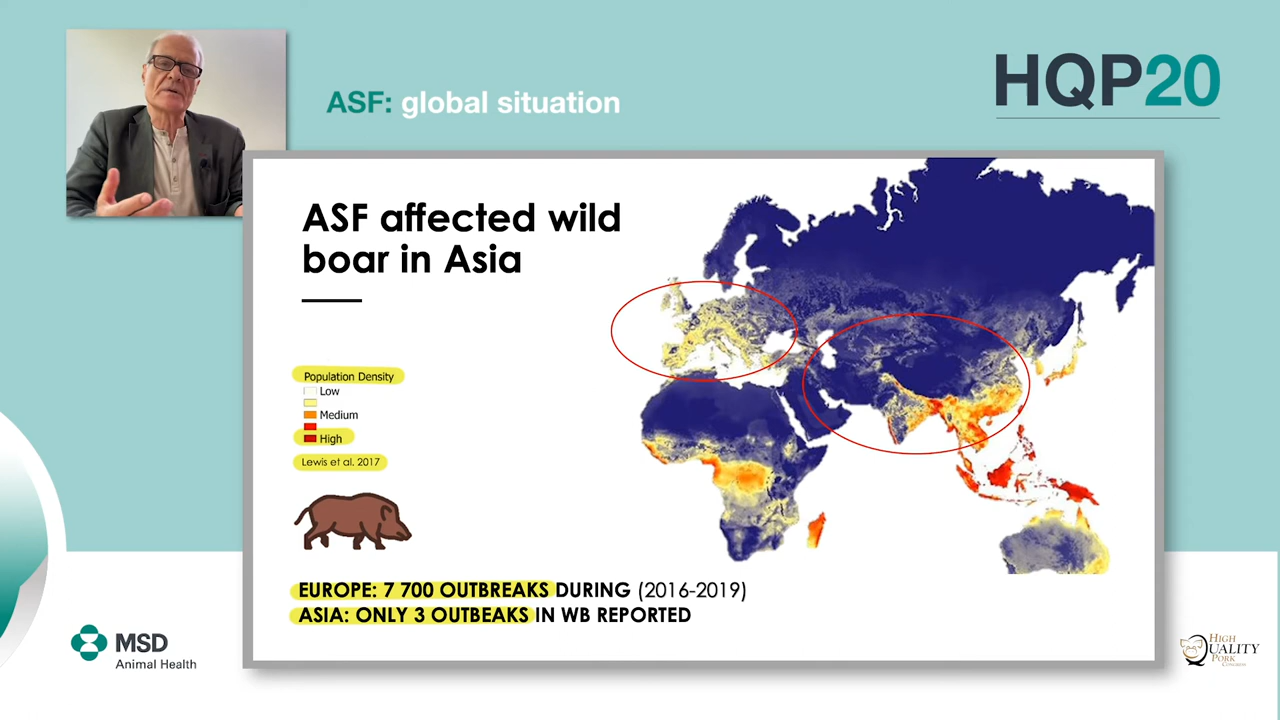 ASF: global situation
HQP20
ASF affected wild
boar in Asia
Population Density
Low
Medium
High
Lewis et al. 2017
EUROPE: 7 700 OUTBREAKS DURING (2016-2019)
ASIA: ONLY 3 OUTBEAKS IN WB REPORTED
MSD
Animal Health
HIGH
QUALITY
PORK
CONGRESS